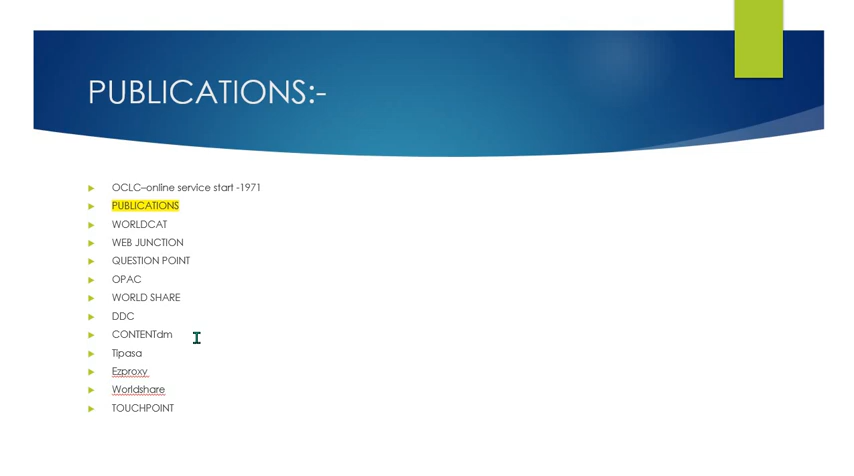 PUBLICATIONS:-
OCLC–online service start -1971
PUBLICATIONS
WORLDCAT
WEB JUNCTION
QUESTION POINT
OPAC
WORLD SHARE
DDC
CONTENTdm
Tipasa
Ezproxy
Worldshare
TOUCHPOINT